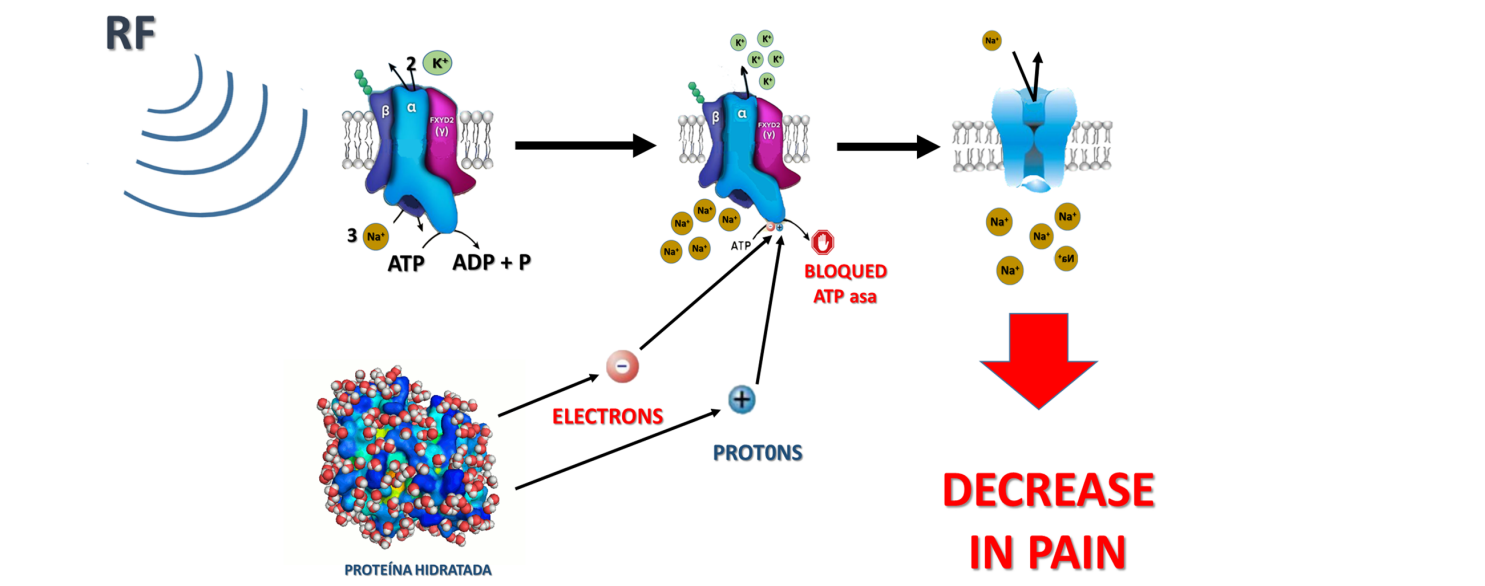 RF
2 K⁺
β
α
FXYD2
(γ)
3 Na⁺
ATP
ADP + P
K⁺
K⁺
K⁺
K⁺
K⁺
β
α
FXYD2
(γ)
Na⁺
Na⁺
Na⁺
Na⁺
Na⁺
ATP
BLOQUED
ATP asa
Na⁺
Na⁺
Na⁺
Na⁺
Na⁺
Na⁺
−
ELECTRONS
+
PROT0NS
PROTEÍNA HIDRATADA
DECREASE
IN PAIN